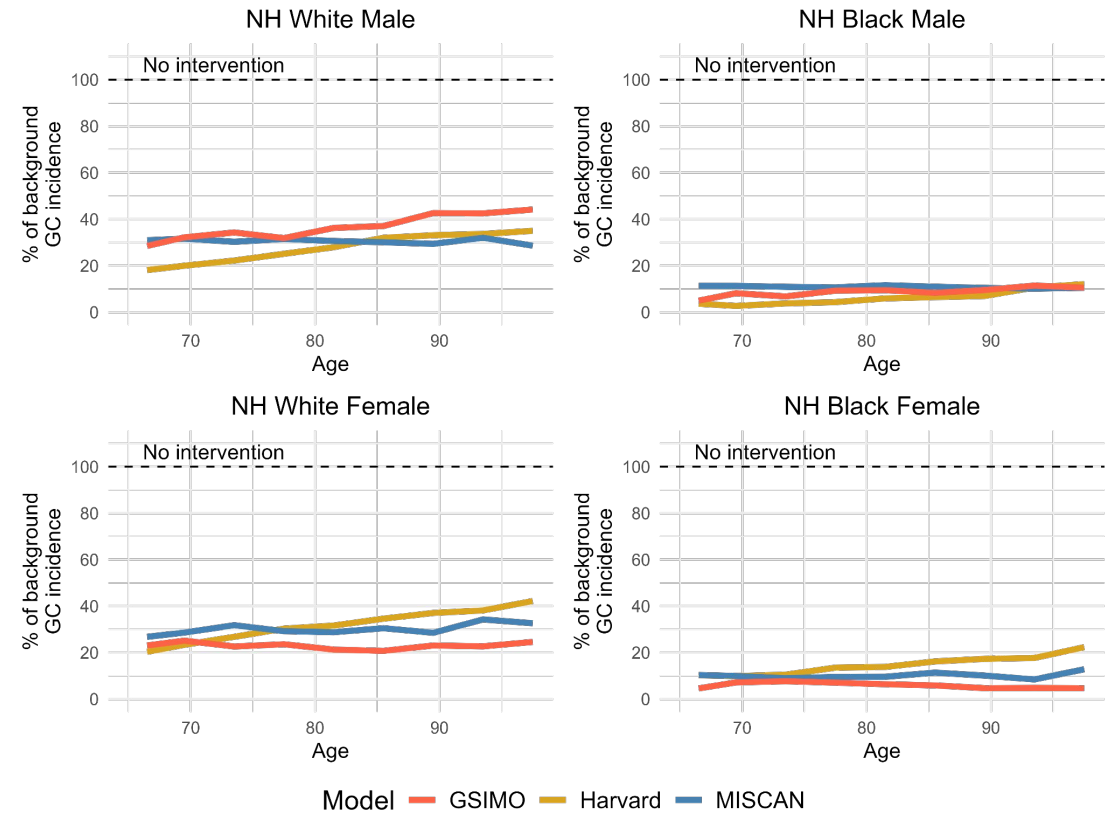 NH White Male
NH Black Male
No intervention
No intervention
% of background
GC incidence
100
80
60
40
20
0
70
80
90
Age
% of background
GC incidence
100
80
60
40
20
0
70
80
90
Age
NH White Female
NH Black Female
No intervention
No intervention
% of background
GC incidence
100
80
60
40
20
0
70
80
90
Age
% of background
GC incidence
100
80
60
40
20
0
70
80
90
Age
Model GSIMO Harvard MISCAN